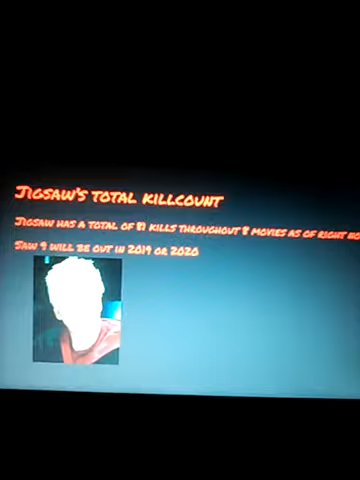 Jigsaw's total killcount
Jigsaw has a total of 81 kills throughout 8 movies as of right
Saw 9 will be out in 2019 or 2020